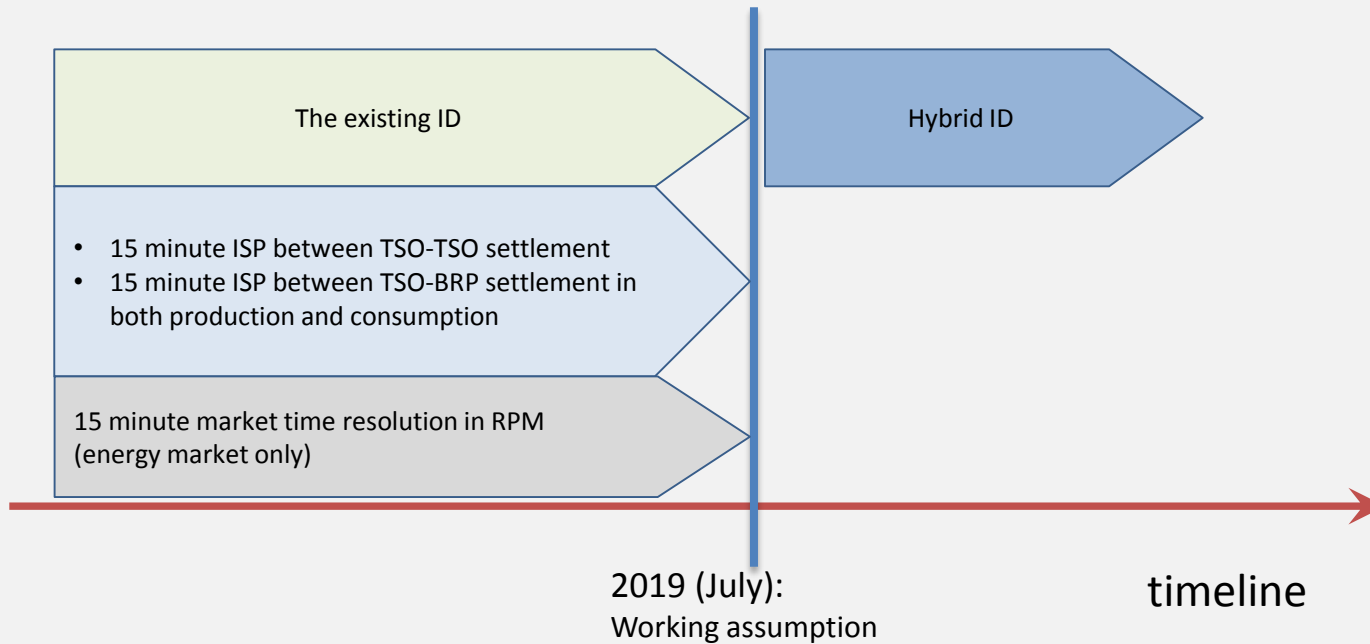 The existing ID
Hybrid ID
• 15 minute ISP between TSO-TSO settlement
• 15 minute ISP between TSO-BRP settlement in
both production and consumption
15 minute market time resolution in RPM
(energy market only)
2019 (July):
Working assumption
timeline